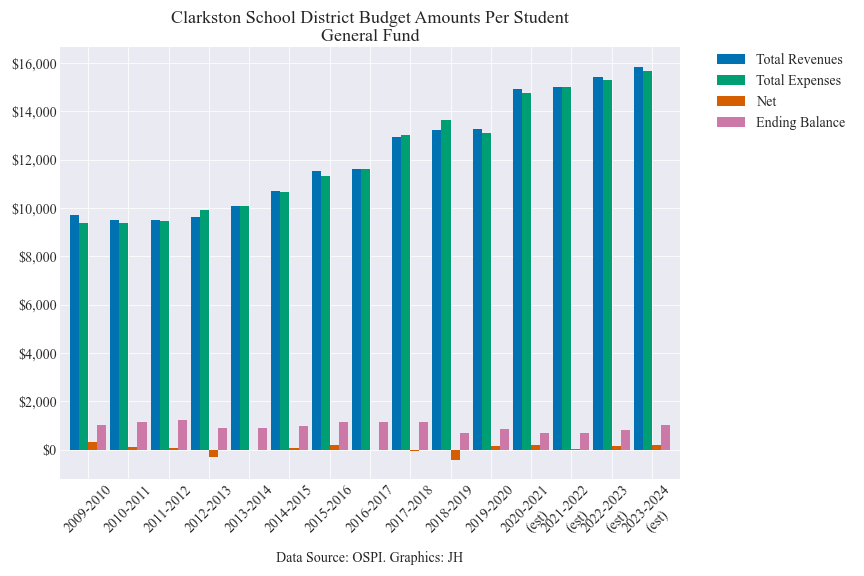 Clarkston School District Budget Amounts Per Student
General Fund
Total Revenues
Total Expenses
Net
Ending Balance
$16,000
$14,000
$12,000
$10,000
$8,000
$6,000
$4,000
$2,000
$0
2009-2010
2010-2011
2011-2012
2012-2013
2013-2014
2014-2015
2015-2016
2016-2017
2017-2018
2018-2019
2019-2020
2020-2021
(est)
2021-2022
(est)
2022-2023
(est)
2023-2024
(est)
Data Source: OSPI. Graphics: JH